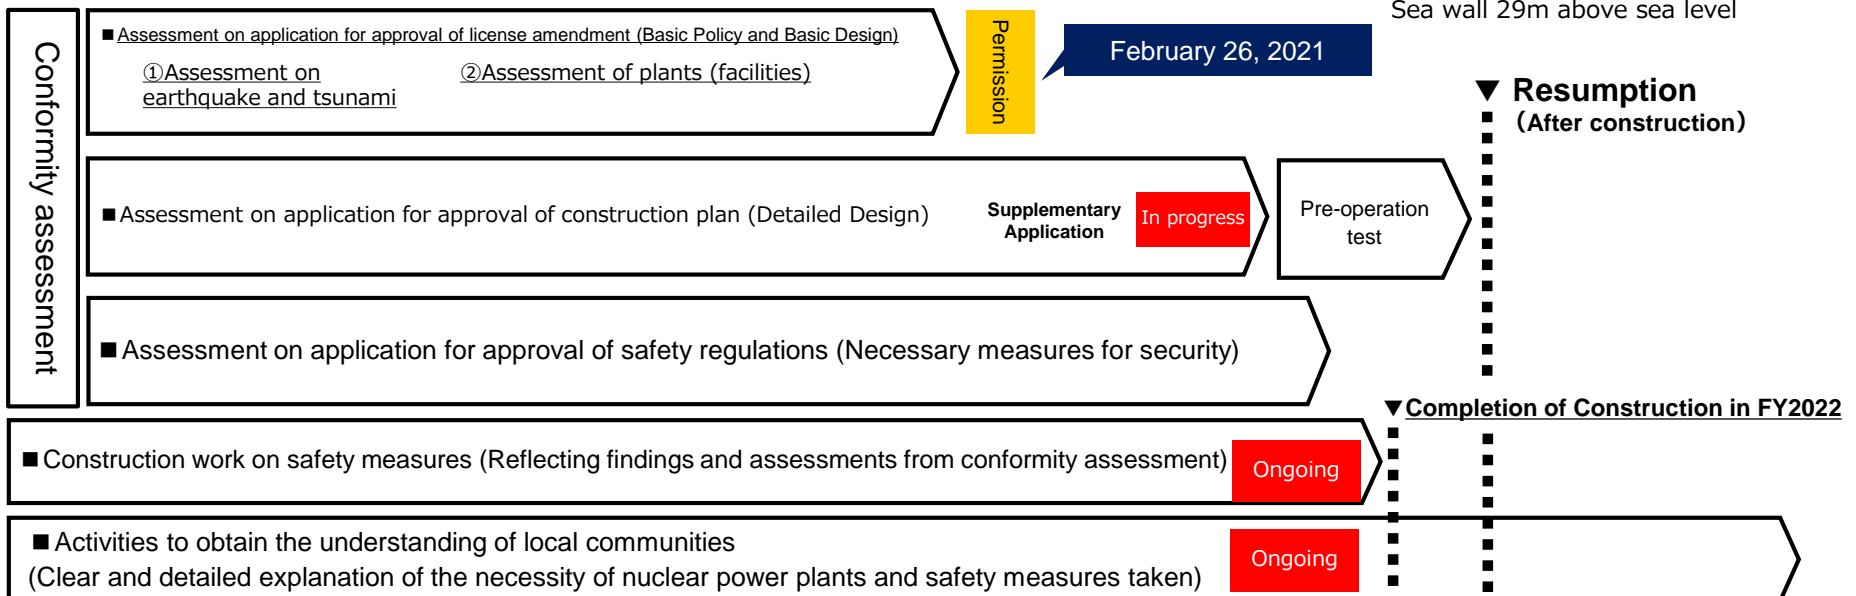 Sea wall 29m above sea level
Conformity assessment
■Assessment on application for approval of license amendment (Basic Policy and Basic Design)
①Assessment on
earthquake and tsunami
②Assessment of plants (facilities)
Permission
February 26, 2021
▼ Resumption
（After construction）
■Assessment on application for approval of construction plan (Detailed Design)
Supplementary
Application
In progress
Pre-operation
test
■Assessment on application for approval of safety regulations (Necessary measures for security)
▼Completion of Construction in FY2022
■Construction work on safety measures (Reflecting findings and assessments from conformity assessment)
Ongoing
■Activities to obtain the understanding of local communities
(Clear and detailed explanation of the necessity of nuclear power plants and safety measures taken)
Ongoing